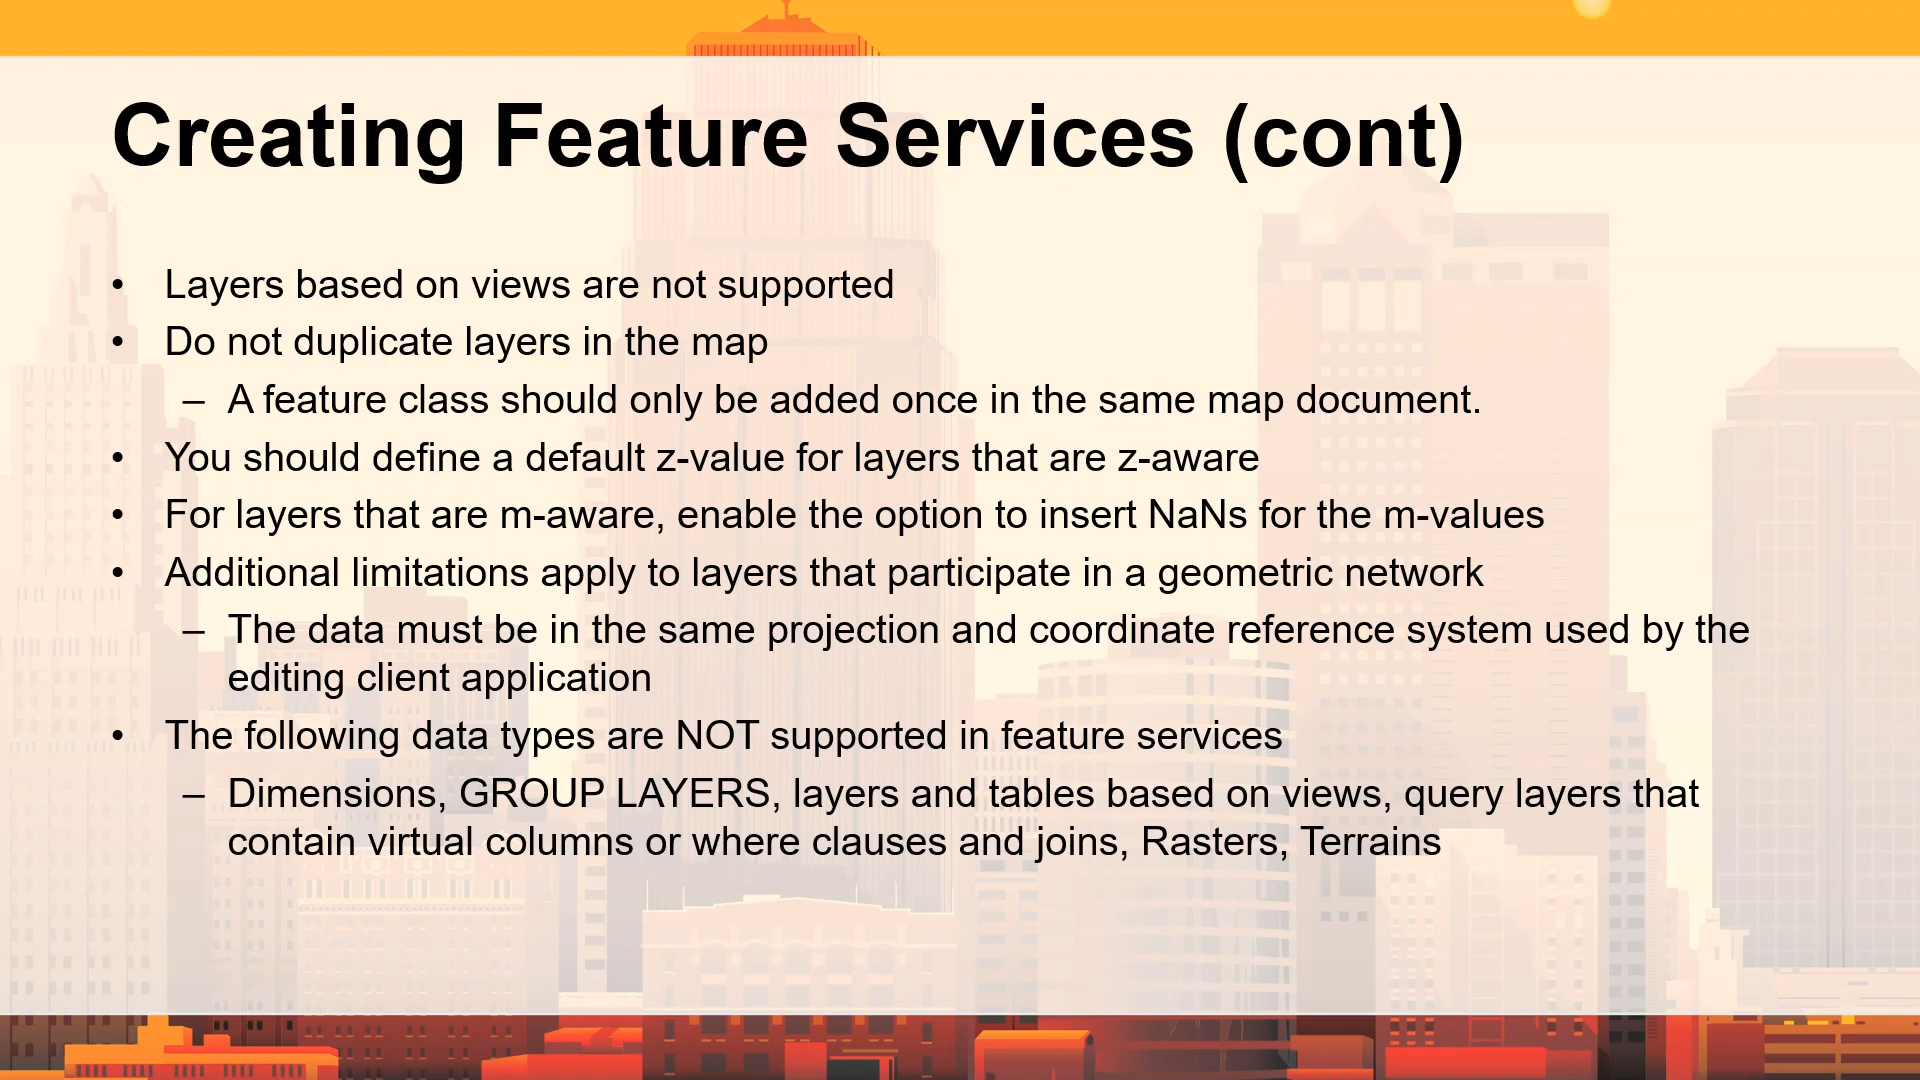 Creating Feature Services (cont)
• Layers based on views are not supported
• Do not duplicate layers in the map
– A feature class should only be added once in the same map document.
• You should define a default z-value for layers that are z-aware
• For layers that are m-aware, enable the option to insert NaNs for the m-values
• Additional limitations apply to layers that participate in a geometric network
– The data must be in the same projection and coordinate reference system used by the
editing client application
• The following data types are NOT supported in feature services
– Dimensions, GROUP LAYERS, layers and tables based on views, query layers that
contain virtual columns or where clauses and joins, Rasters, Terrains